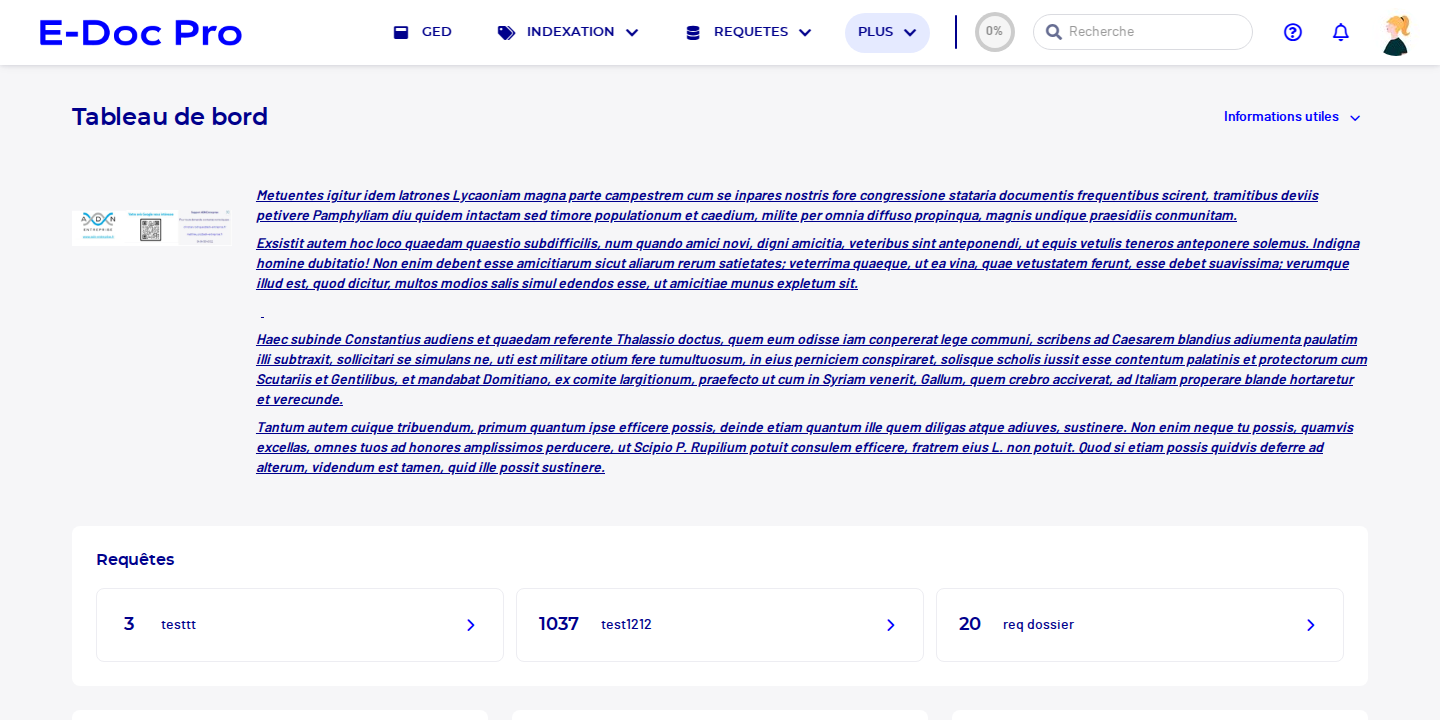 E-Doc Pro
GED
INDEXATION
REQUETES
PLUS
0%
Recherche
Tableau de bord
Informations utiles
Metuentes igitur idem latrones Lycaoniam magna parte campestrem cum se inpares nostris fore congressione stataria documentis frequentibus scirent, tramitibus deviis
petivere Pamphyliam diu quidem intactam sed timore populationum et caedium, milite per omnia diffuso propinqua, magnis undique praesidiis conmunitam.
Exsistit autem hoc loco quaedam quaestio subdifficilis, num quando amici novi, digni amicitia, veteribus sint anteponendi, ut equis vetulis teneros anteponere solemus. Indigna
homine dubitatio! Non enim debent esse amicitiarum sicut aliarum rerum satietates; veterrima quaeque, ut ea vina, quae vetustatem ferunt, esse debet suavissima; verumque
illud est, quod dicitur, multos modios salis simul edendos esse, ut amicitiae munus expletum sit.
Haec subinde Constantius audiens et quaedam referente Thalassio doctus, quem eum odisse iam conpererat lege communi, scribens ad Caesarem blandius adiumenta paulatim
illi subtraxit, sollicitari se simulans ne, uti est militare otium fere tumultuosum, in eius perniciem conspiraret, solisque scholis iussit esse contentum palatinis et protectorum cum
Scutariis et Gentilibus, et mandabat Domitiano, ex comite largitionum, praefecto ut cum in Syriam venerit, Gallum, quem crebro acciverat, ad Italiam properare blande hortaretur
et verecunde.
Tantum autem cuique tribuendum, primum quantum ipse efficere possis, deinde etiam quantum ille quem diligas atque adiuves, sustinere. Non enim neque tu possis, quamvis
excellas, omnes tuos ad honores amplissimos perducere, ut Scipio P. Rupilium potuit consulem efficere, fratrem eius L. non potuit. Quod si etiam possis quidvis deferre ad
alterum, videndum est tamen, quid ille possit sustinere.
Requêtes
3
testtt
1037
test1212
20
req dossier